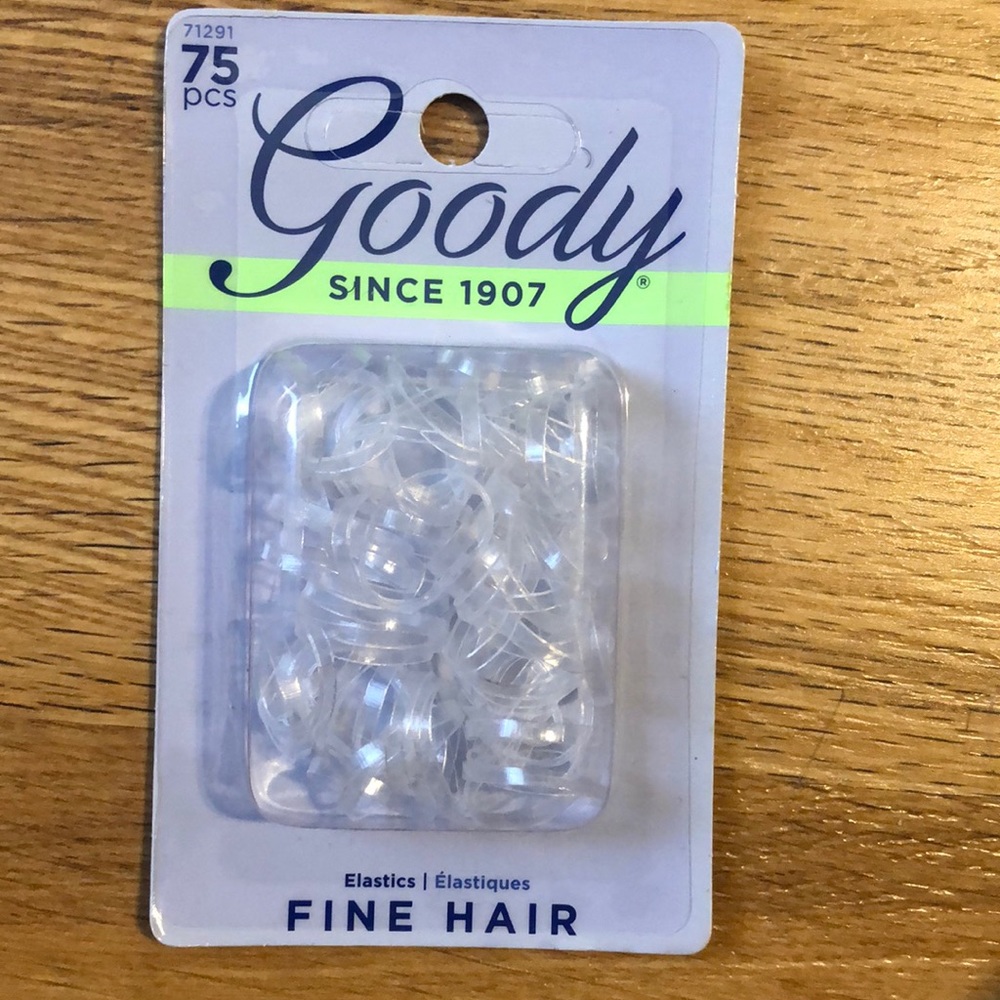 71291
75
pcs
Goody®
SINCE 1907
Elastics | Élastiques
FINE HAIR